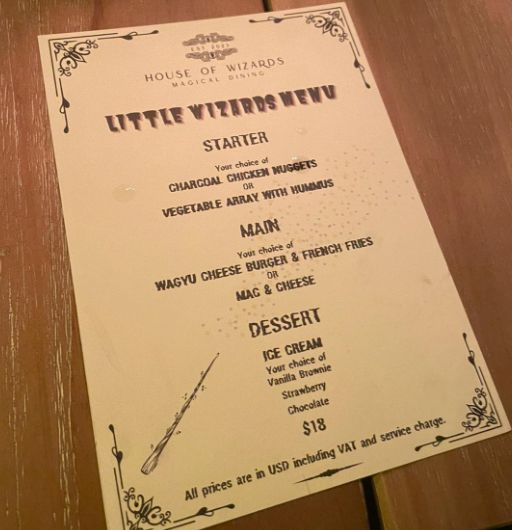 EST 2021
HOUSE OF WIZARDS
MAGICAL DINING
LITTLE WIZARDS MENU
STARTER
Your choice of
CHARCOAL CHICKEN NUGGETS
OR
VEGETABLE ARRAY WITH HUMMUS
MAIN
Your choice of
WAGYU CHEESE BURGER & FRENCH FRIES
OR
MAC & CHEESE
DESSERT
ICE CREAM
Your choice of
Vanilla Brownie
Strawberry
Chocolate
$18
All prices are in USD including VAT and service charge.